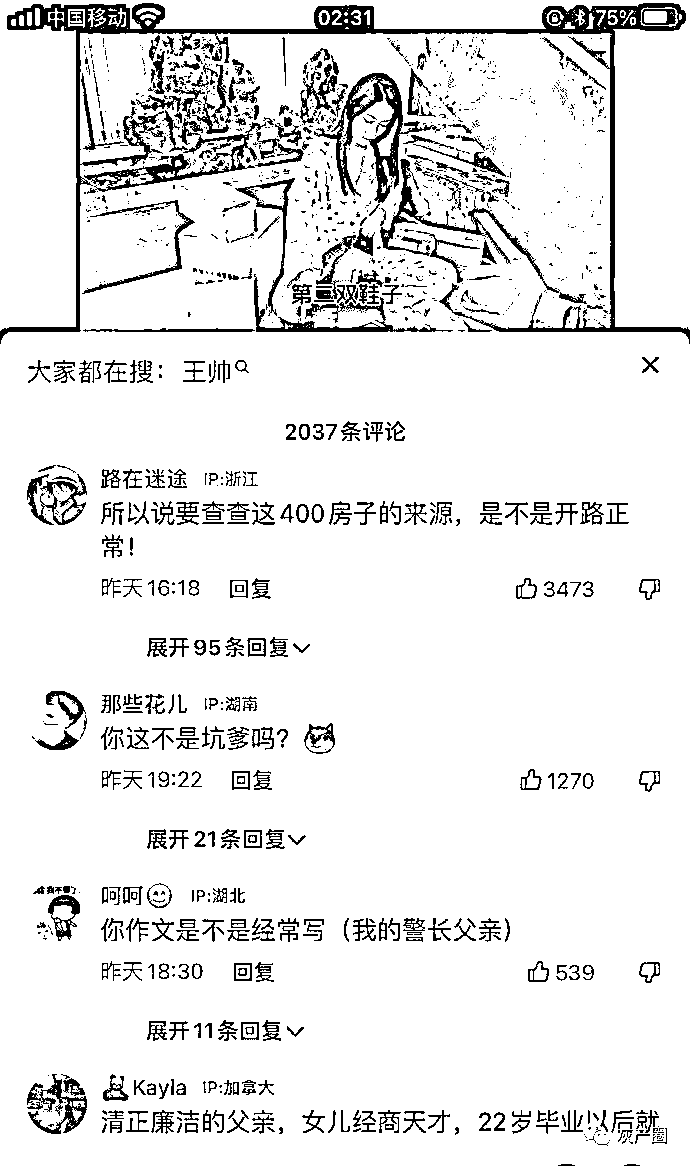 中国移动
02:31
75%
第三双鞋子
大家都在搜：王帅
2037条评论
路在迷途 IP:浙江
所以说要查查这400房子的来源，是不是开路正
常！
昨天16:18 回复 3473
展开95条回复
那些花儿 IP:湖南
你这不是坑爹吗？
昨天19:22 回复 1270
展开21条回复
呵呵 IP:湖北
你作文是不是经常写（我的警长父亲）
昨天18:30 回复 539
展开11条回复
Kayla IP:加拿大
清正廉洁的父亲，女儿经商天才，22岁毕业以后就
灰产圈